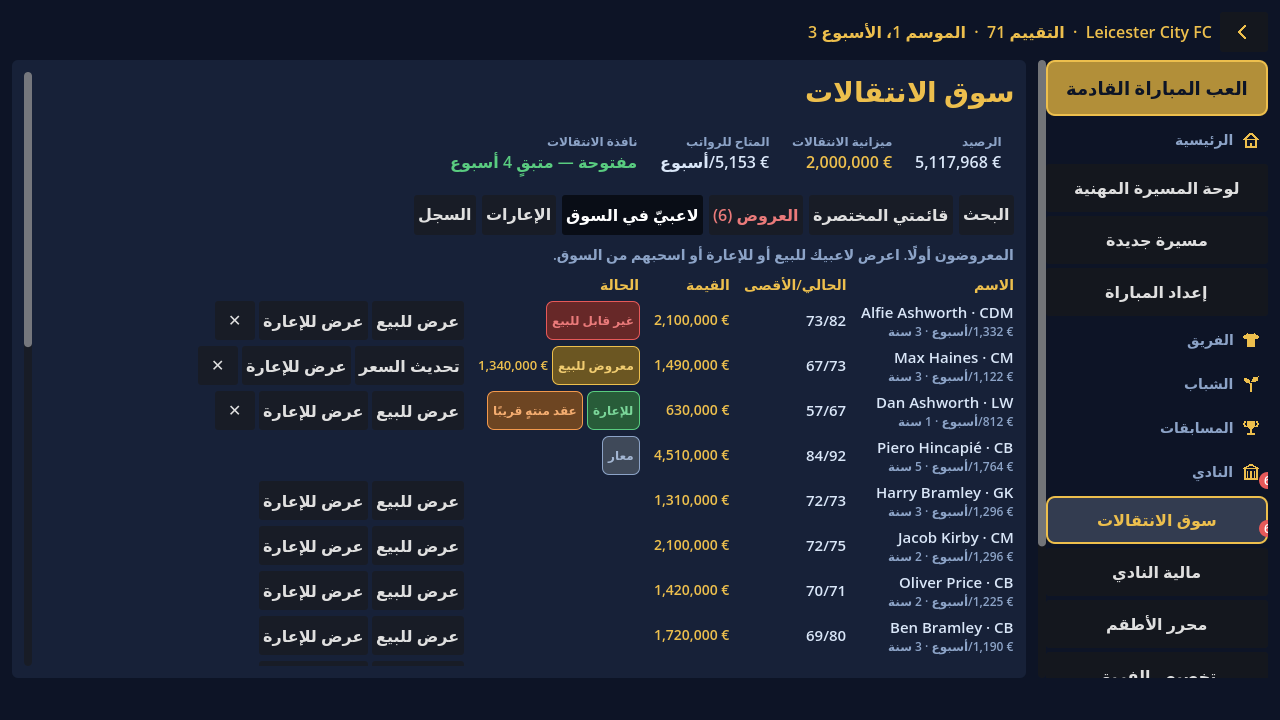 Leicester City FC · التقييم 71 · الموسم 1، الأسبوع 3
العب المباراة القادمة
الرئيسية
لوحة المسيرة المهنية
مسيرة جديدة
إعداد المباراة
الفريق
الشباب
المسابقات
النادي
سوق الانتقالات
مالية النادي
محرر الأطقم
سوق الانتقالات
الرصيد
€ 5,117,968
ميزانية الانتقالات
€ 2,000,000
المتاح للرواتب
€ 5,153/أسبوع
نافذة الانتقالات
مفتوحة — متبقٍ 4 أسبوع
البحث
قائمتي المختصرة
العروض (6)
لاعبيّ في السوق
الإعارات
السجل
المعروضون أولًا. اعرض لاعبيك للبيع أو للإعارة أو اسحبهم من السوق.
الاسم الحالي/الأقصى القيمة الحالة
Alfie Ashworth · CDM 73/82 € 2,100,000 غير قابل للبيع عرض للبيع عرض للإعارة ✕
€ 1,332/أسبوع · 3 سنة
Max Haines · CM 67/73 € 1,490,000 معروض للبيع € 1,340,000 تحديث السعر عرض للإعارة ✕
€ 1,122/أسبوع · 3 سنة
Dan Ashworth · LW 57/67 € 630,000 للإعارة عقد منتهٍ قريبًا عرض للبيع عرض للإعارة ✕
€ 812/أسبوع · 1 سنة
Piero Hincapié · CB 84/92 € 4,510,000 معار
€ 1,764/أسبوع · 5 سنة
Harry Bramley · GK 72/73 € 1,310,000 عرض للبيع عرض للإعارة
€ 1,296/أسبوع · 3 سنة
Jacob Kirby · CM 72/75 € 2,100,000 عرض للبيع عرض للإعارة
€ 1,296/أسبوع · 2 سنة
Oliver Price · CB 70/71 € 1,420,000 عرض للبيع عرض للإعارة
€ 1,225/أسبوع · 2 سنة
Ben Bramley · CB 69/80 € 1,720,000 عرض للبيع عرض للإعارة
€ 1,190/أسبوع · 3 سنة